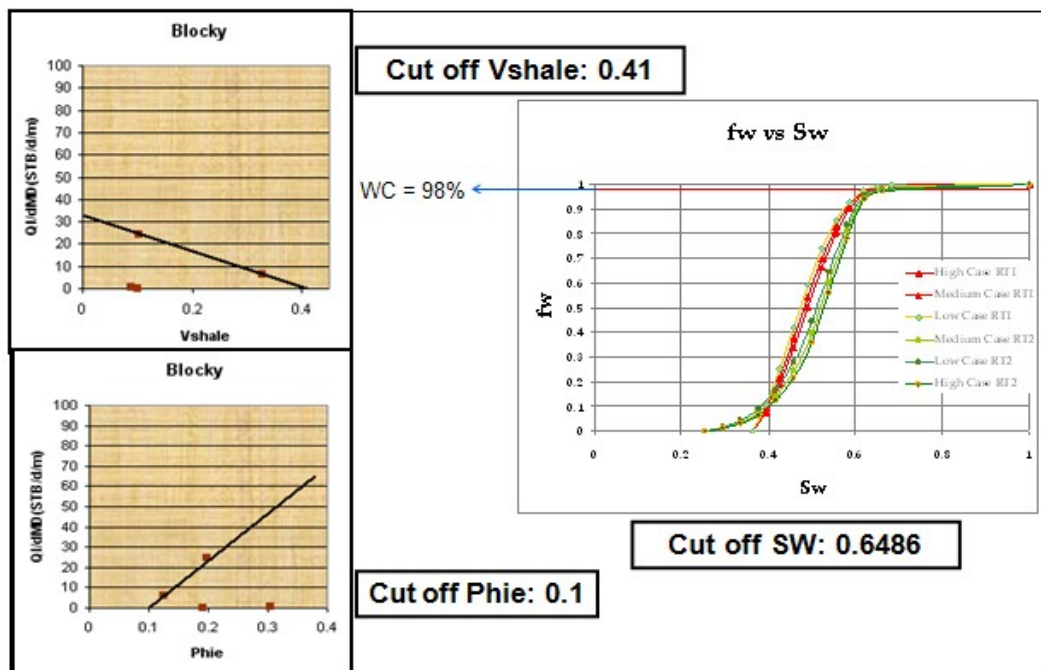 Blocky
100
90
80
70
60
50
40
30
20
10
0
QI/dMD(STB/d/m)
0 0.2 0.4
Vshale
Cut off Vshale: 0.41
WC = 98%
fw vs Sw
1
0.9
0.8
0.7
0.6
0.5
0.4
0.3
0.2
0.1
0
fw
0 0.2 0.4 0.6 0.8 1
Sw
High Case RT1
Medium Case RT1
Low Case RT1
Medium Case RT2
Low Case RT2
High Case RT2
Cut off SW: 0.6486
Blocky
100
90
80
70
60
50
40
30
20
10
0
QI/dMD(STB/d/m)
0 0.1 0.2 0.3 0.4
Phie
Cut off Phie: 0.1